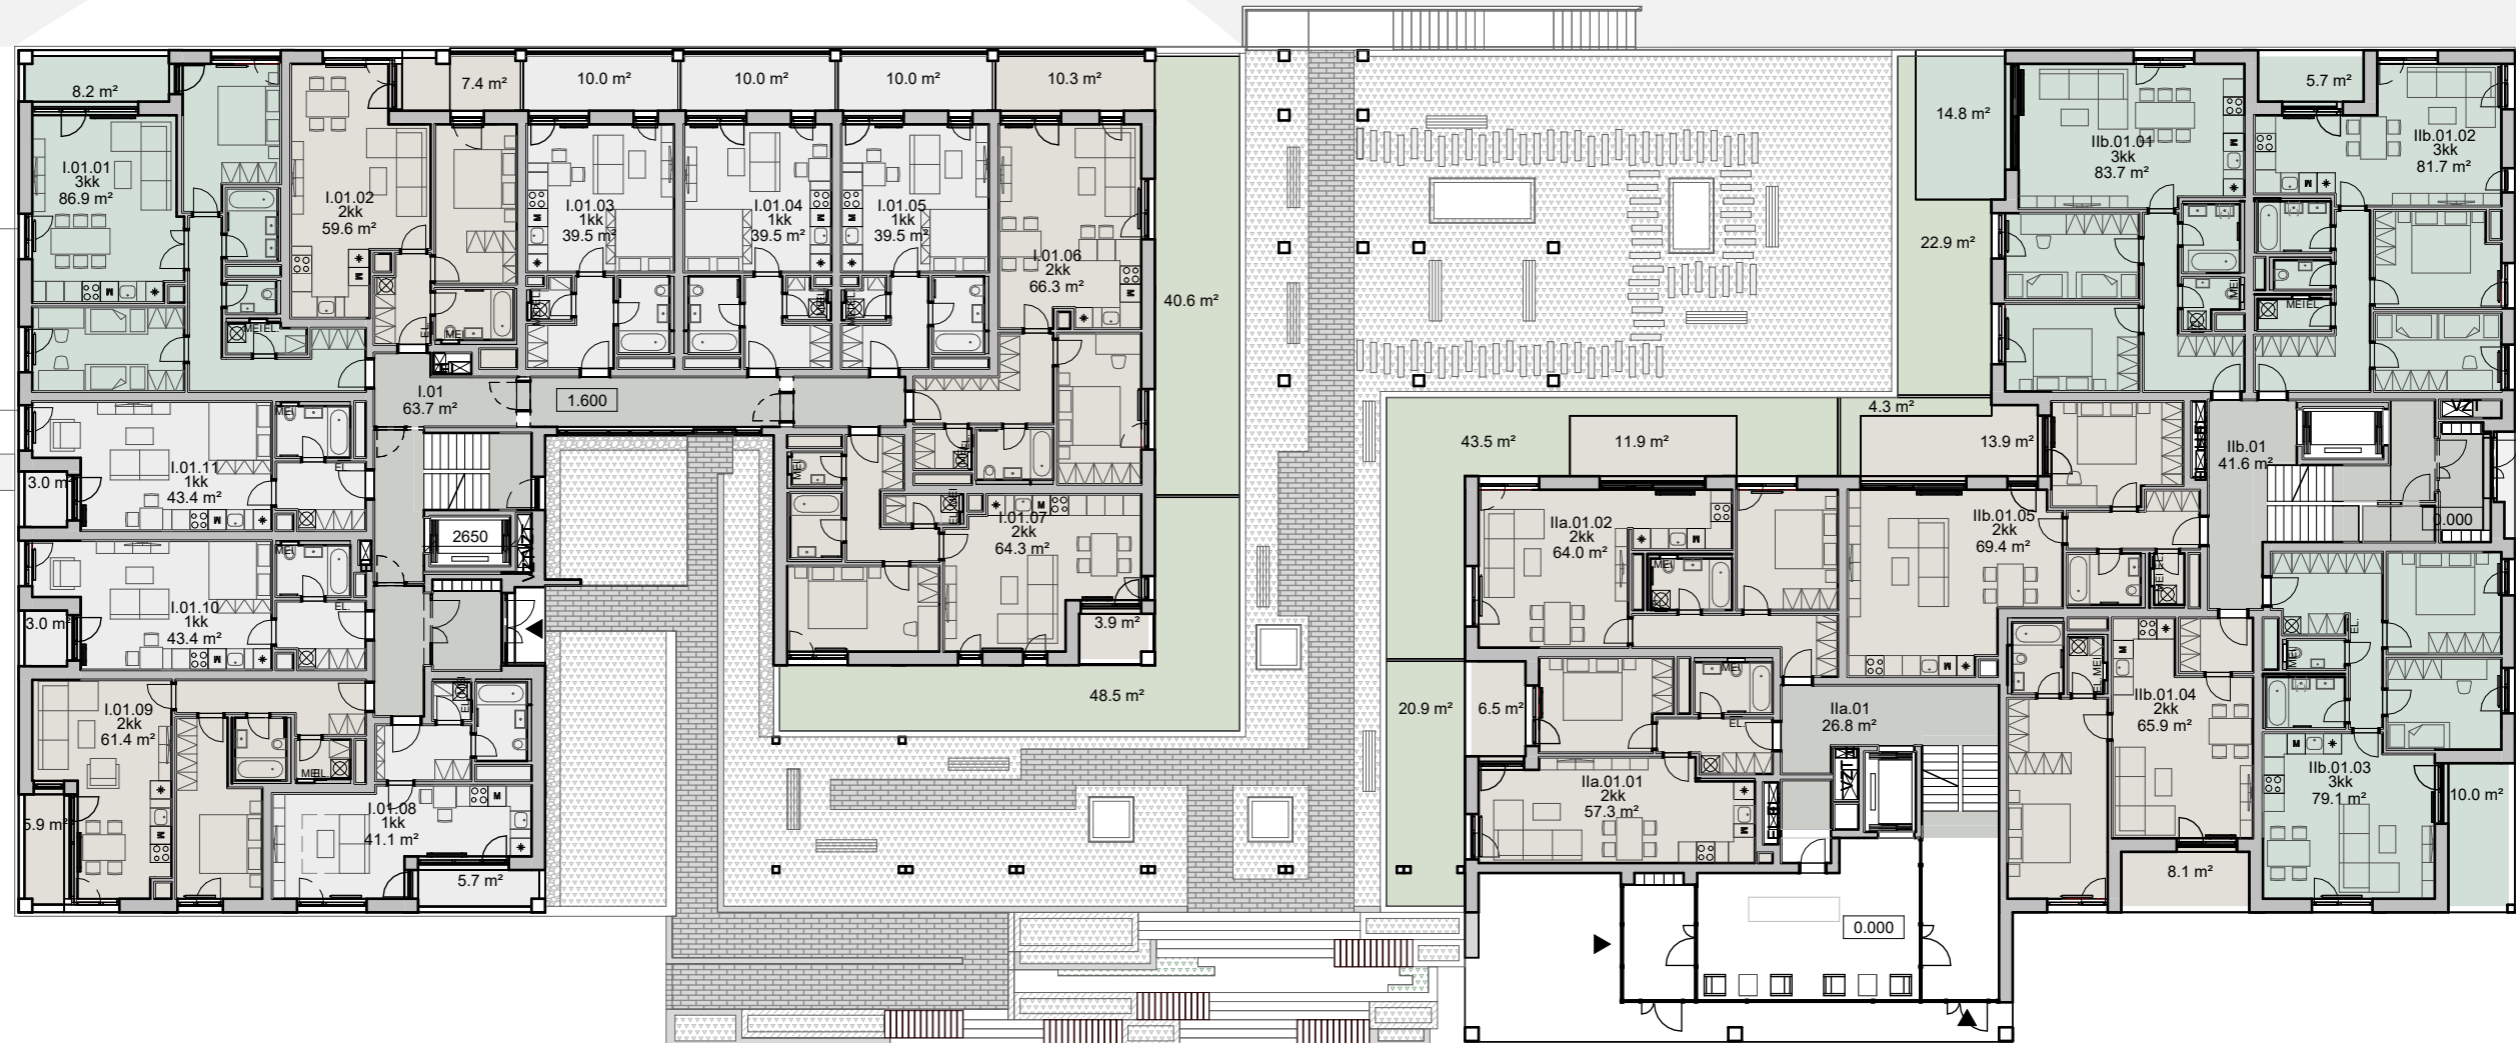 8.2 m²
7.4 m²
10.0 m²
10.0 m²
10.0 m²
10.3 m²
I.01.01
3kk
86.9 m²
I.01.02
2kk
59.6 m²
I.01.03
1kk
39.5 m²
I.01.04
1kk
39.5 m²
I.01.05
1kk
39.5 m²
I.01.06
2kk
66.3 m²
40.6 m²
I.01
63.7 m²
1.600
I.01.11
1kk
43.4 m²
3.0 m²
2650
I.01.07
2kk
64.3 m²
3.9 m²
I.01.10
1kk
43.4 m²
3.0 m²
48.5 m²
I.01.09
2kk
61.4 m²
5.9 m²
I.01.08
1kk
41.1 m²
5.7 m²
14.8 m²
22.9 m²
IIb.01.01
3kk
83.7 m²
5.7 m²
IIb.01.02
3kk
81.7 m²
4.3 m²
43.5 m²
11.9 m²
13.9 m²
IIb.01
41.6 m²
VZT
0.000
IIa.01.02
2kk
64.0 m²
IIb.01.05
2kk
69.4 m²
20.9 m²
6.5 m²
IIa.01
26.8 m²
VZT
IIb.01.04
2kk
65.9 m²
IIa.01.01
2kk
57.3 m²
IIb.01.03
3kk
79.1 m²
10.0 m²
8.1 m²
0.000